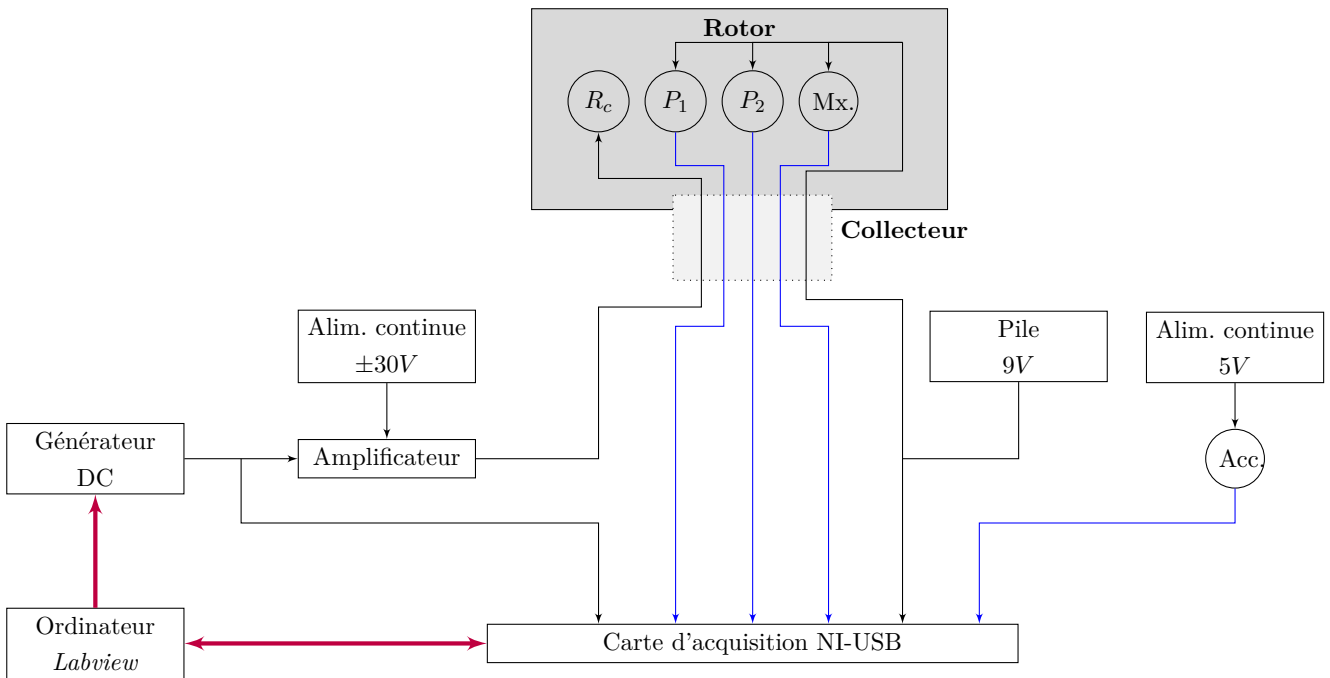 Rotor
R_c
P_1
P_2
Mx.
Collecteur
Alim. continue
±30V
Pile
9V
Alim. continue
5V
Générateur
DC
Amplificateur
Acc.
Ordinateur
Labview
Carte d'acquisition NI-USB